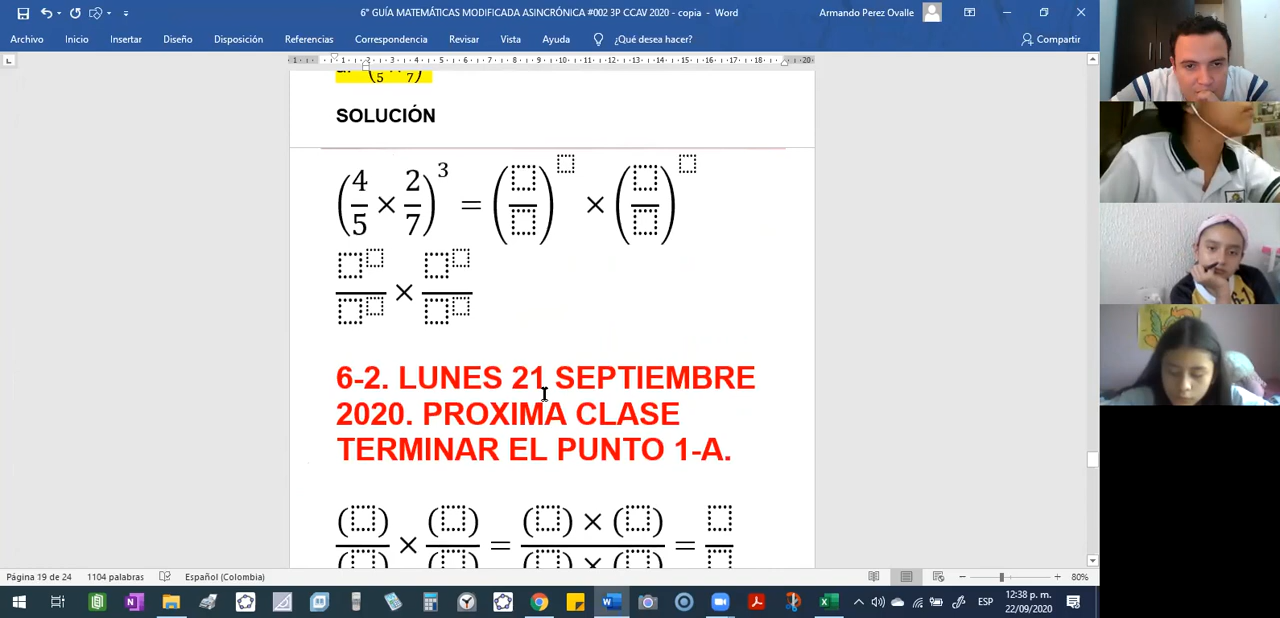 6° GUÍA MATEMÁTICAS MODIFICADA ASINCRÓNICA #002 3P CCAV 2020 - copia - Word
Armando Perez Ovalle
Archivo Inicio Insertar Diseño Disposición Referencias Correspondencia Revisar Vista Ayuda ¿Qué desea hacer? Compartir
SOLUCIÓN
(4/5 × 2/7)^3 = (⬚/⬚)^⬚ × (⬚/⬚)^⬚
⬚^⬚/⬚^⬚ × ⬚^⬚/⬚^⬚
6-2. LUNES 21 SEPTIEMBRE
2020. PROXIMA CLASE
TERMINAR EL PUNTO 1-A.
(⬚)/(⬚) × (⬚)/(⬚) = (⬚) × (⬚)/(⬚) × (⬚) = ⬚/⬚
Página 19 de 24 1104 palabras Español (Colombia) 80%
ESP
12:38 p. m.
22/09/2020